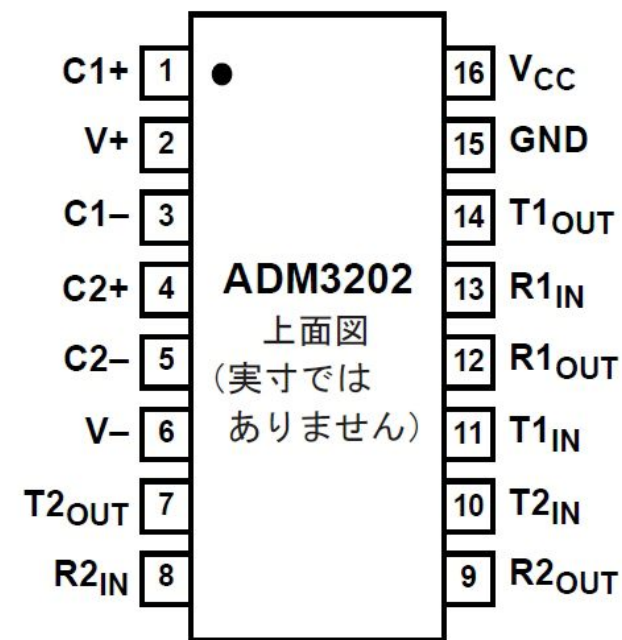 C1+ 1 16 VCC
V+ 2 15 GND
C1– 3 14 T1OUT
C2+ 4 ADM3202 13 R1IN
上面図
C2– 5 (実寸では 12 R1OUT
V– 6 ありません) 11 T1IN
T2OUT 7 10 T2IN
R2IN 8 9 R2OUT